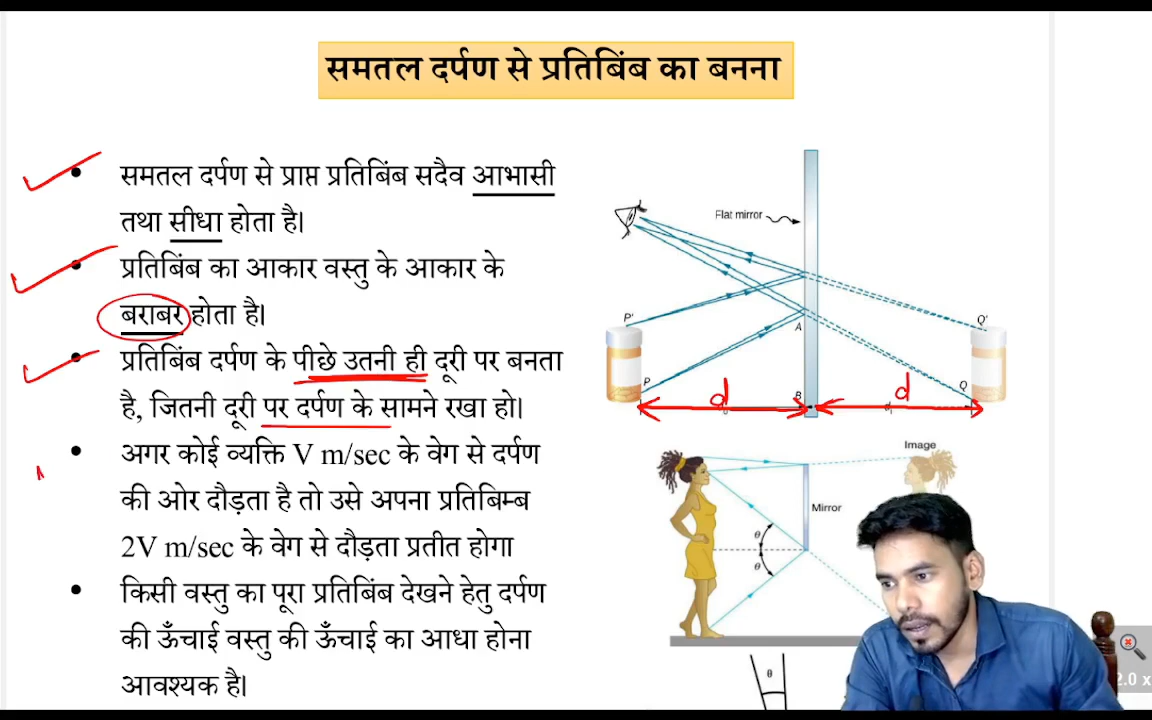 समतल दर्पण से प्रतिबिंब का बनना
समतल दर्पण से प्राप्त प्रतिबिंब सदैव आभासी
तथा सीधा होता है।
प्रतिबिंब का आकार वस्तु के आकार के
बराबर होता है।
प्रतिबिंब दर्पण के पीछे उतनी ही दूरी पर बनता
है, जितनी दूरी पर दर्पण के सामने रखा हो।
अगर कोई व्यक्ति V m/sec के वेग से दर्पण
की ओर दौड़ता है तो उसे अपना प्रतिबिम्ब
2V m/sec के वेग से दौड़ता प्रतीत होगा
किसी वस्तु का पूरा प्रतिबिंब देखने हेतु दर्पण
की ऊँचाई वस्तु की ऊँचाई का आधा होना
आवश्यक है।
Flat mirror
P'
Q'
A
P
Q
B
d
d
Image
Mirror
θ
θ
θ
2.0 x